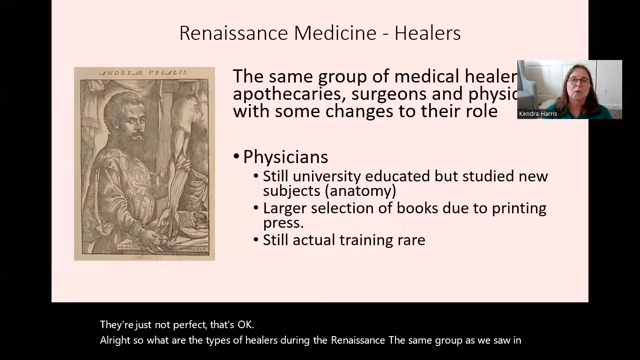 Renaissance Medicine - Healers
ANDREAE VESALII
The same group of medical healer
apothecaries, surgeons and physic
with some changes to their role
Kendra Harris
• Physicians
• Still university educated but studied new
subjects (anatomy)
• Larger selection of books due to printing
press.
• Still actual training rare
They're just not perfect, that's OK.
Alright so what are the types of healers during the Renaissance The same group as we saw in